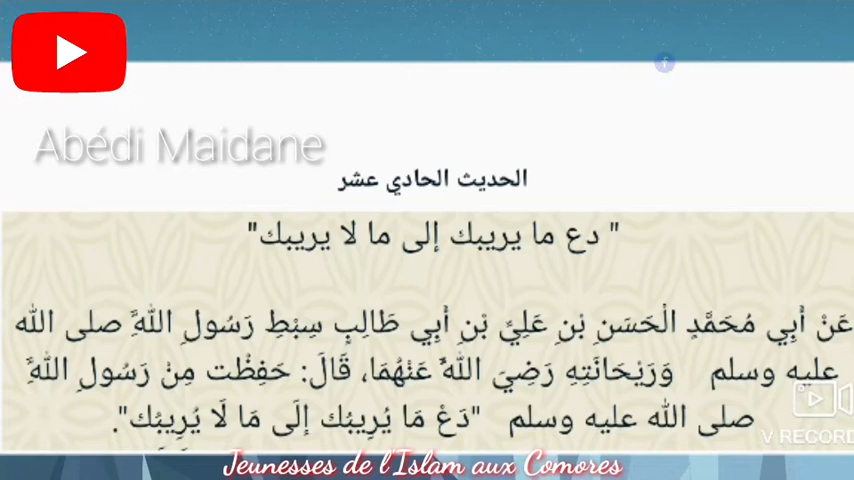 Abédi Maidane
الحديث الحادي عشر
" دع ما يريبك إلى ما لا يريبك"
عَنْ أَبِي مُحَمَّدٍ الْحَسَنِ بْنِ عَلِيِّ بْنِ أَبِي طَالِبٍ سِبْطِ رَسُولِ اللَّهِ صلى الله
عليه وسلم وَرَيْحَانَتِهِ رَضِيَ اللَّهُ عَنْهُمَا، قَالَ: حَفِظْت مِنْ رَسُولِ اللَّهِ
صلى الله عليه وسلم "دَعْ مَا يُرِيبُك إلَى مَا لَا يُرِيبُك".
V RECORD
Jeunesses de l'Islam aux Comores